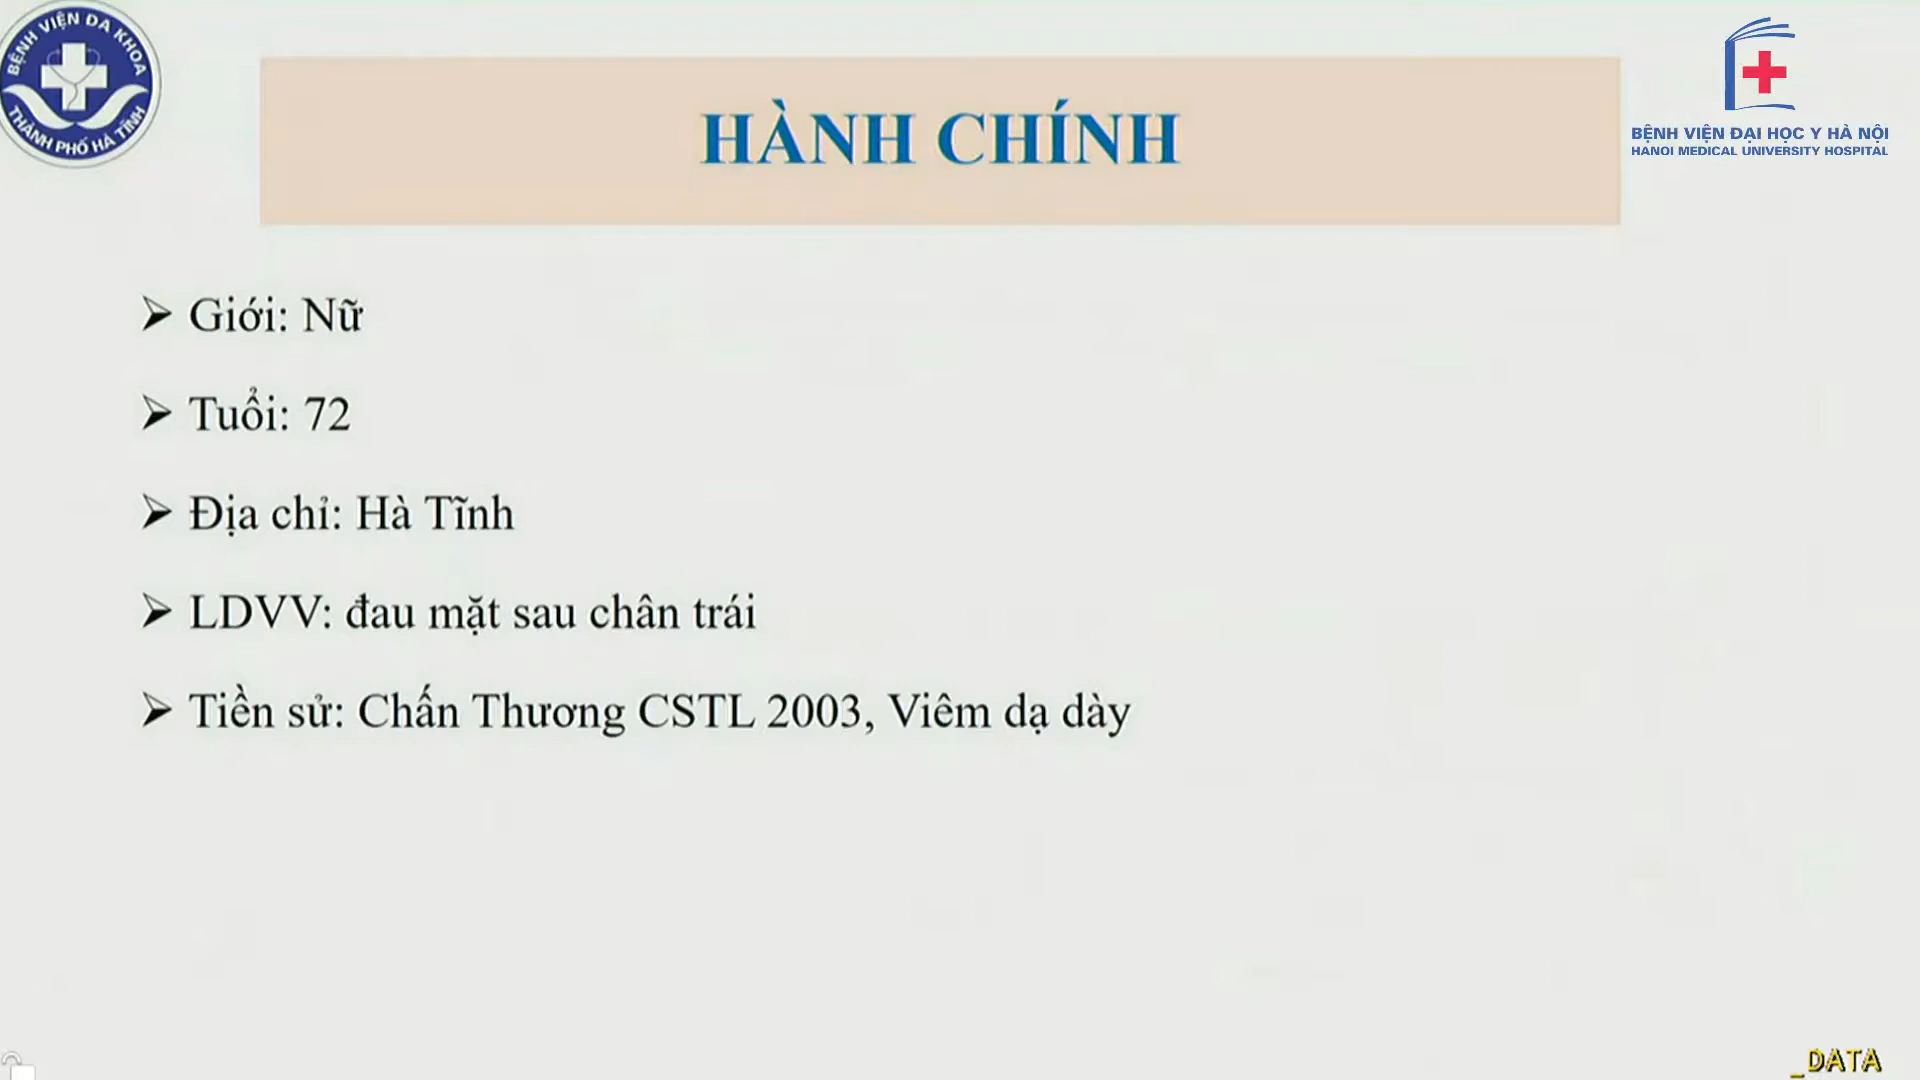 BỆNH VIỆN ĐA KHOA
THÀNH PHỐ HÀ TĨNH
BỆNH VIỆN ĐẠI HỌC Y HÀ NỘI
HANOI MEDICAL UNIVERSITY HOSPITAL
HÀNH CHÍNH
Giới: Nữ
Tuổi: 72
Địa chỉ: Hà Tĩnh
LDVV: đau mặt sau chân trái
Tiền sử: Chấn Thương CSTL 2003, Viêm dạ dày
_DATA